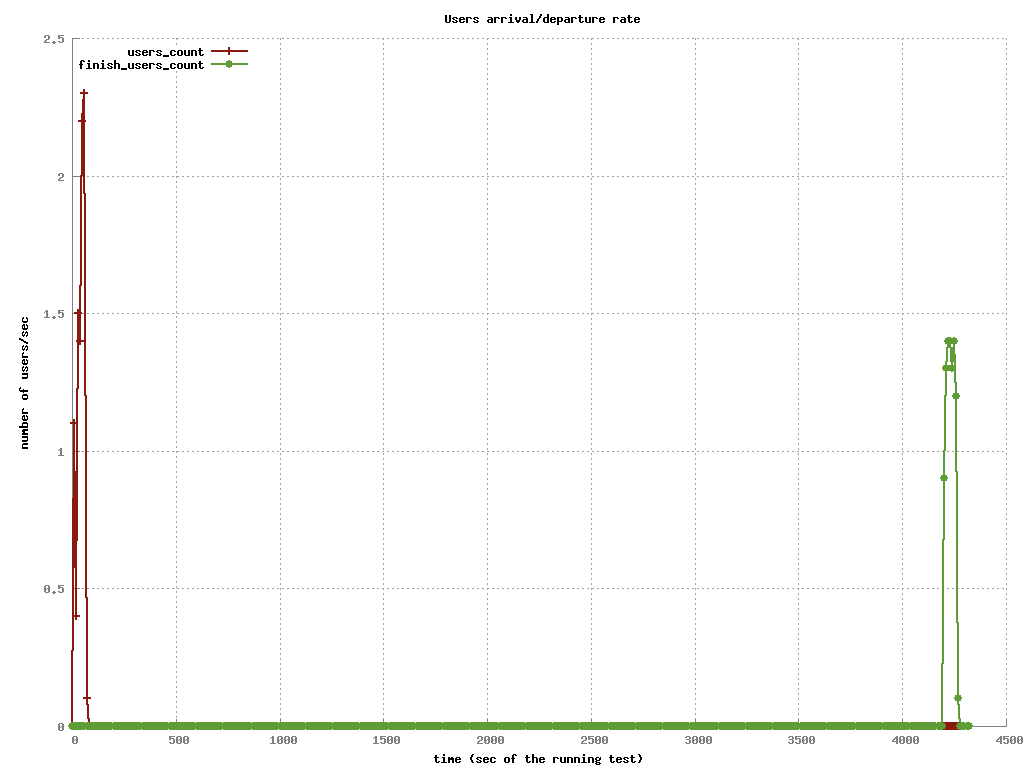 Users arrival/departure rate
users_count
finish_users_count
2.5
2
1.5
1
0.5
0
number of users/sec
0 500 1000 1500 2000 2500 3000 3500 4000 4500
time (sec of the running test)